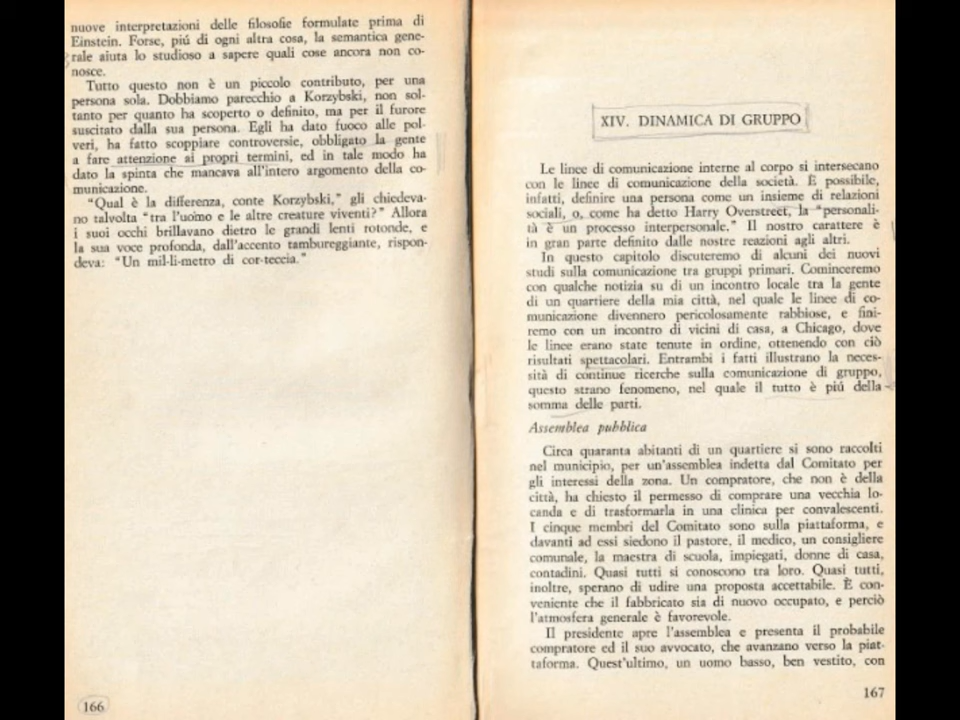 nuove interpretazioni delle filosofie formulate prima di
Einstein. Forse, piú di ogni altra cosa, la semantica gene-
rale aiuta lo studioso a sapere quali cose ancora non co-
nosce.
Tutto questo non è un piccolo contributo, per una
persona sola. Dobbiamo parecchio a Korzybski, non sol-
tanto per quanto ha scoperto o definito, ma per il furore
suscitato dalla sua persona. Egli ha dato fuoco alle pol-
veri, ha fatto scoppiare controversie, obbligato la gente
a fare attenzione ai propri termini, ed in tale modo ha
dato la spinta che mancava all'intero argomento della co-
municazione.
"Qual è la differenza, conte Korzybski," gli chiedeva-
no talvolta "tra l'uomo e le altre creature viventi?" Allora
i suoi occhi brillavano dietro le grandi lenti rotonde, e
la sua voce profonda, dall'accento tambureggiante, rispon-
deva: "Un mil-li-metro di cor-teccia."
166
XIV. DINAMICA DI GRUPPO
Le linee di comunicazione interne al corpo si intersecano
con le linee di comunicazione della società. È possibile,
infatti, definire una persona come un insieme di relazioni
sociali, o, come ha detto Harry Overstreet, la "personali-
tà è un processo interpersonale." Il nostro carattere è
in gran parte definito dalle nostre reazioni agli altri.
In questo capitolo discuteremo di alcuni dei nuovi
studi sulla comunicazione tra gruppi primari. Cominceremo
con qualche notizia su di un incontro locale tra la gente
di un quartiere della mia città, nel quale le linee di co-
municazione divennero pericolosamente rabbiose, e fini-
remo con un incontro di vicini di casa, a Chicago, dove
le linee erano state tenute in ordine, ottenendo con ciò
risultati spettacolari. Entrambi i fatti illustrano la neces-
sità di continue ricerche sulla comunicazione di gruppo,
questo strano fenomeno, nel quale il tutto è piú della
somma delle parti.
Assemblea pubblica
Circa quaranta abitanti di un quartiere si sono raccolti
nel municipio, per un'assemblea indetta dal Comitato per
gli interessi della zona. Un compratore, che non è della
città, ha chiesto il permesso di comprare una vecchia lo-
canda e di trasformarla in una clinica per convalescenti.
I cinque membri del Comitato sono sulla piattaforma, e
davanti ad essi siedono il pastore, il medico, un consigliere
comunale, la maestra di scuola, impiegati, donne di casa,
contadini. Quasi tutti si conoscono tra loro. Quasi tutti,
inoltre, sperano di udire una proposta accettabile. È con-
veniente che il fabbricato sia di nuovo occupato, e perciò
l'atmosfera generale è favorevole.
Il presidente apre l'assemblea e presenta il probabile
compratore ed il suo avvocato, che avanzano verso la piat-
taforma. Quest'ultimo, un uomo basso, ben vestito, con
167